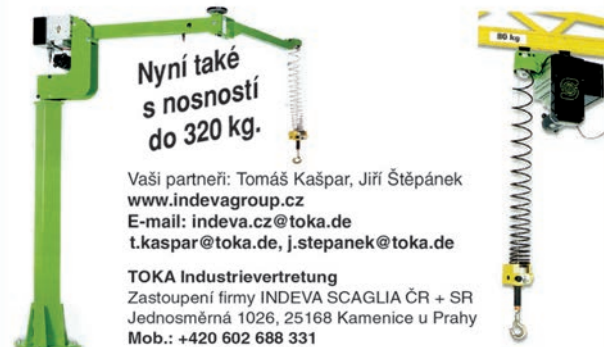 80 kg
Nyní také
s nosností
do 320 kg.
Vaši partneři: Tomáš Kašpar, Jiří Štěpánek
www.indevagroup.cz
E-mail: indeva.cz@toka.de
t.kaspar@toka.de, j.stepanek@toka.de
TOKA Industrievertretung
Zastoupení firmy INDEVA SCAGLIA ČR + SR
Jednosměrná 1026, 25168 Kamenice u Prahy
Mob.: +420 602 688 331